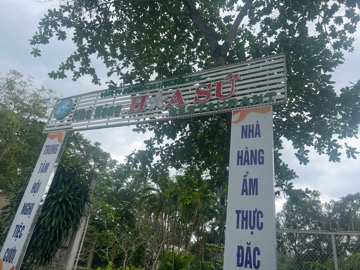 HOA SỨ
TRUNG
TÂM
HỘI
NGHỊ
TIỆC
CƯỚI
NHÀ
HÀNG
ẨM
THỰC
ĐẶC